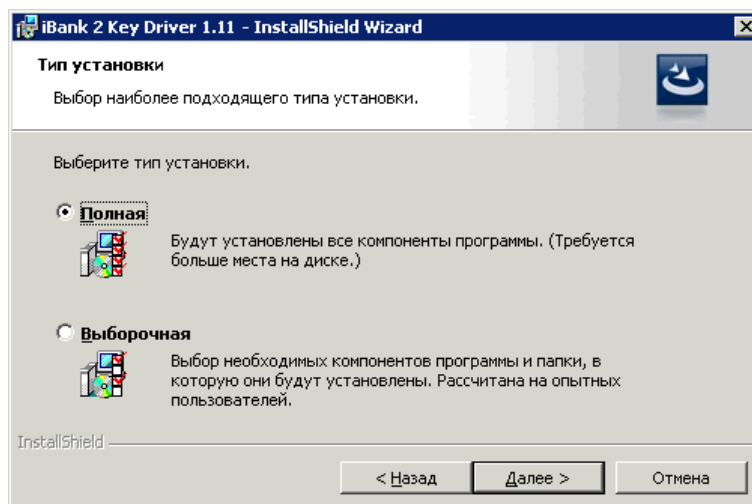 iBank 2 Key Driver 1.11 - InstallShield Wizard
Тип установки
Выбор наиболее подходящего типа установки.
Выберите тип установки.
Полная
Будут установлены все компоненты программы. (Требуется
больше места на диске.)
Выборочная
Выбор необходимых компонентов программы и папки, в
которую они будут установлены. Рассчитана на опытных
пользователей.
InstallShield
< Назад
Далее >
Отмена